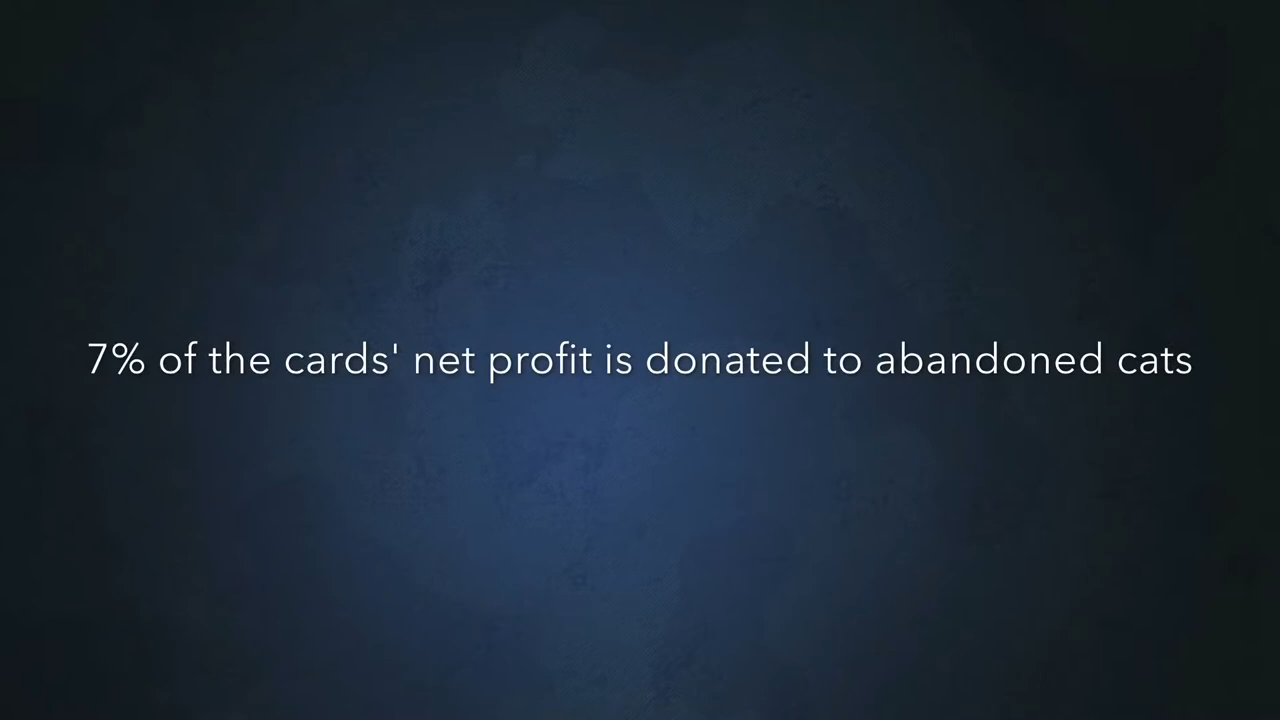 7% of the cards' net profit is donated to abandoned cats